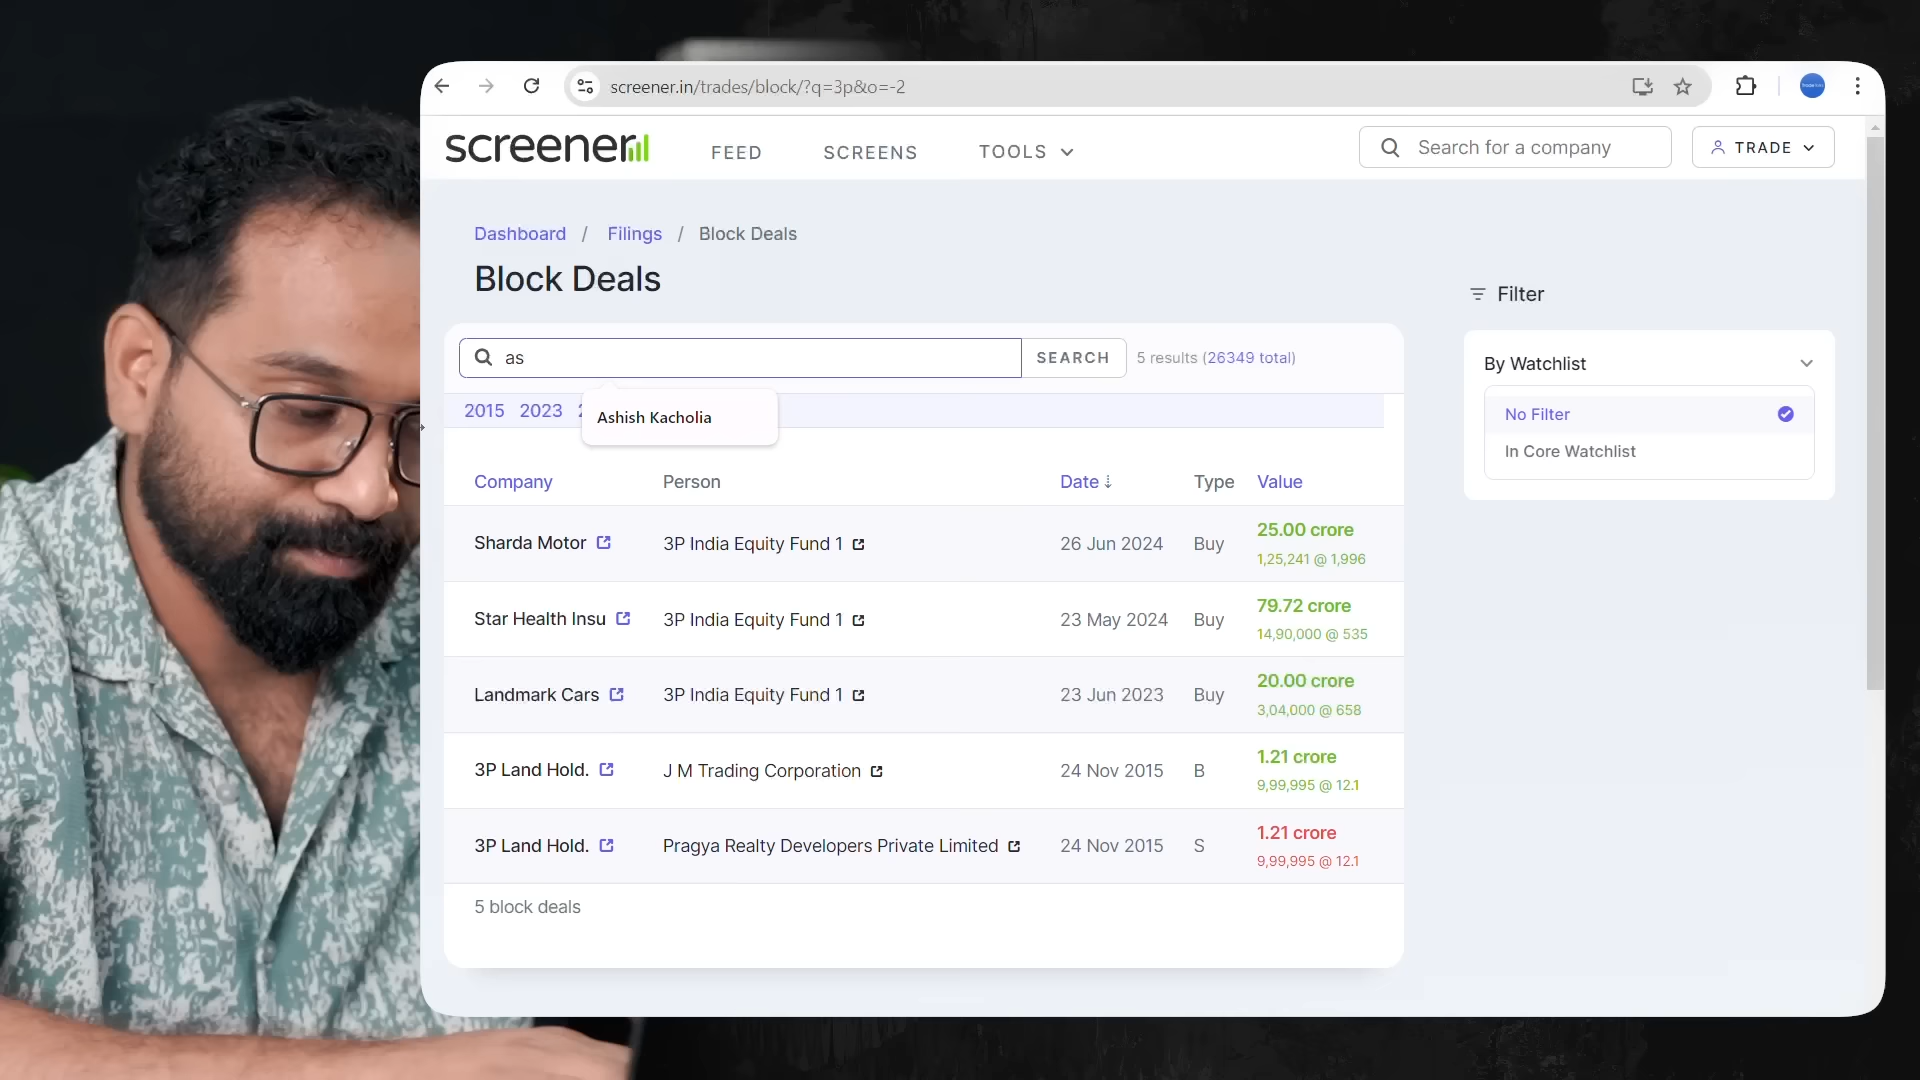 screener.in/trades/block/?q=3p&o=-2
screener
FEED
SCREENS
TOOLS
Search for a company
TRADE
Dashboard / Filings / Block Deals
Block Deals
Filter
as
SEARCH
5 results (26349 total)
By Watchlist
2015 2023
Ashish Kacholia
No Filter
In Core Watchlist
Company Person Date Type Value
Sharda Motor 3P India Equity Fund 1 26 Jun 2024 Buy 25.00 crore
1,25,241 @ 1,996
Star Health Insu 3P India Equity Fund 1 23 May 2024 Buy 79.72 crore
14,90,000 @ 535
Landmark Cars 3P India Equity Fund 1 23 Jun 2023 Buy 20.00 crore
3,04,000 @ 658
3P Land Hold. J M Trading Corporation 24 Nov 2015 B 1.21 crore
9,99,995 @ 12.1
3P Land Hold. Pragya Realty Developers Private Limited 24 Nov 2015 S 1.21 crore
9,99,995 @ 12.1
5 block deals